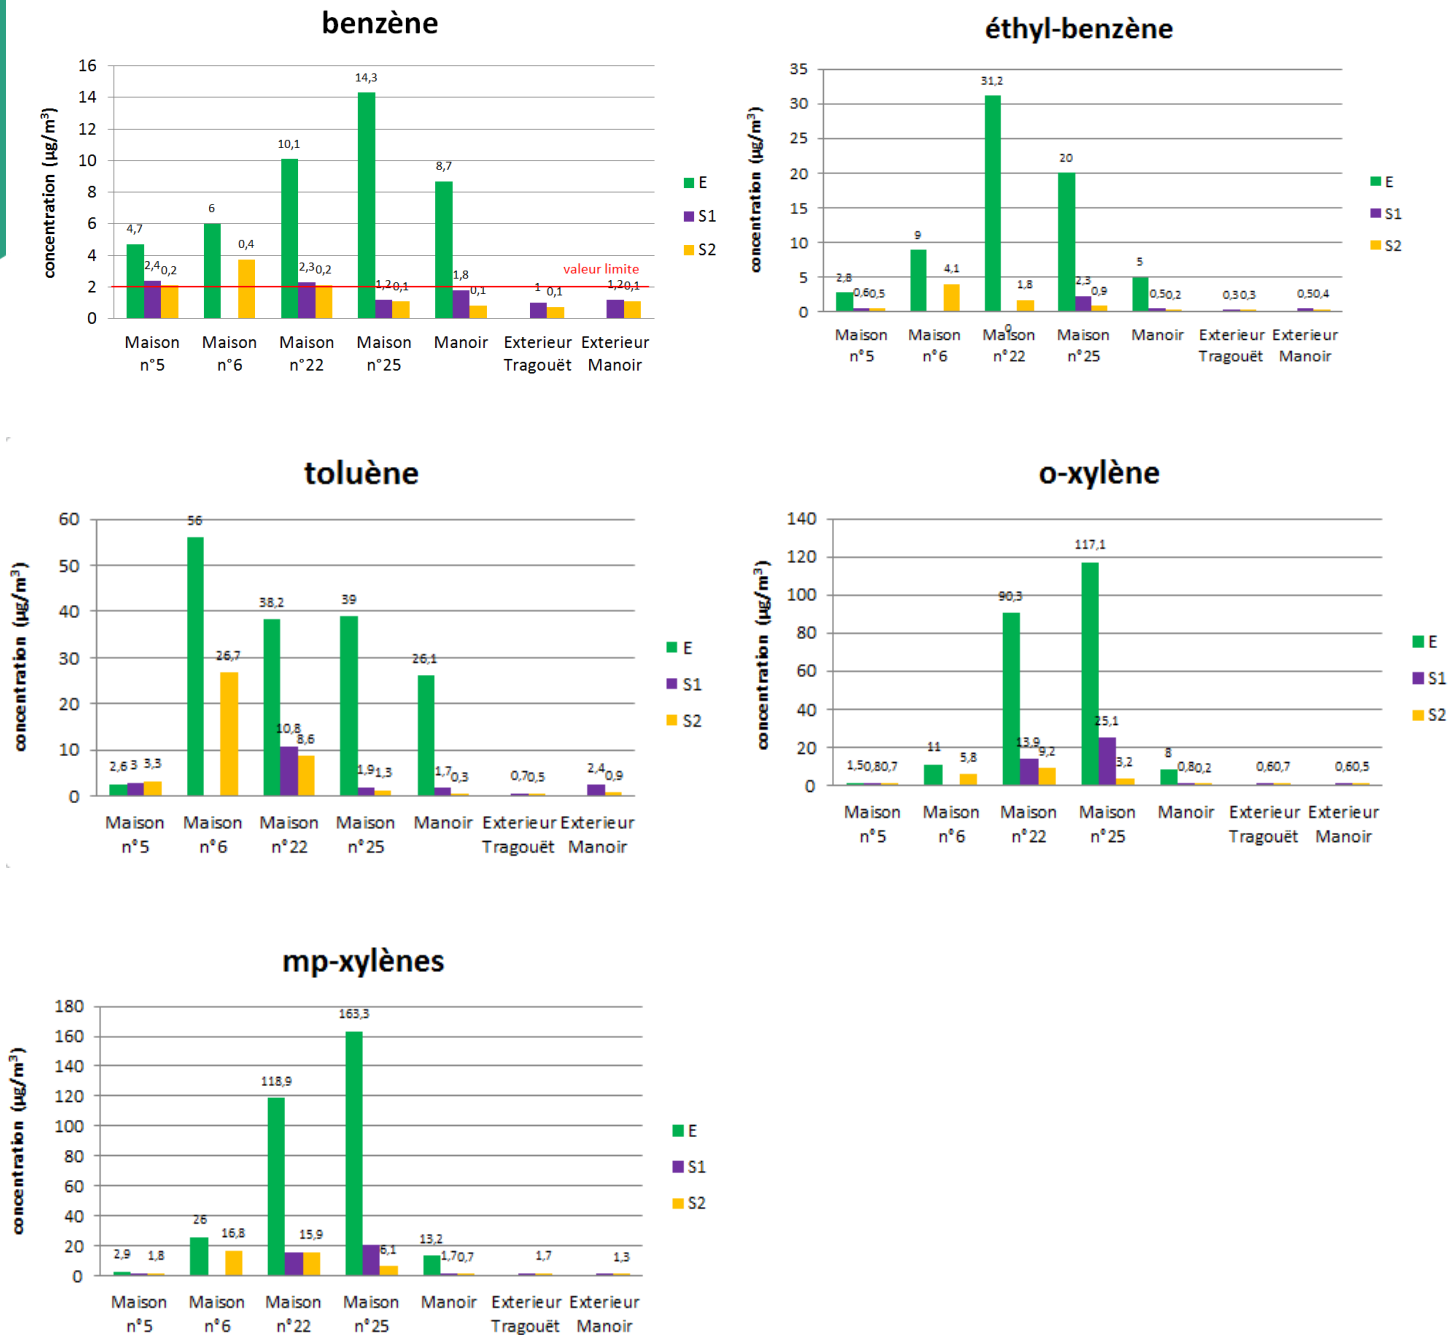 benzène
concentration (µg/m³)
16
14
12
10
8
6
4
2
0
4,7
2,4
0,2
6
0,4
10,1
2,3
0,2
14,3
1,2
0,1
8,7
1,8
0,1
1
0,1
1,2
0,1
valeur limite
Maison n°5
Maison n°6
Maison n°22
Maison n°25
Manoir
Exterieur Tragouët
Exterieur Manoir
E
S1
S2
éthyl-benzène
concentration (µg/m³)
35
30
25
20
15
10
5
0
2,8
0,6
0,5
9
4,1
31,2
0
1,8
20
2,3
0,9
5
0,5
0,2
0,3
0,3
0,5
0,4
Maison n°5
Maison n°6
Maison n°22
Maison n°25
Manoir
Exterieur Tragouët
Exterieur Manoir
E
S1
S2
toluène
concentration (µg/m³)
60
50
40
30
20
10
0
2,6
3
3,3
56
26,7
38,2
10,8
8,6
39
1,9
1,3
26,1
1,7
0,3
0,7
0,5
2,4
0,9
Maison n°5
Maison n°6
Maison n°22
Maison n°25
Manoir
Exterieur Tragouët
Exterieur Manoir
E
S1
S2
o-xylène
concentration (µg/m³)
140
120
100
80
60
40
20
0
1,5
0,8
0,7
11
5,8
90,3
13,9
9,2
117,1
25,1
3,2
8
0,8
0,2
0,6
0,7
0,6
0,5
Maison n°5
Maison n°6
Maison n°22
Maison n°25
Manoir
Exterieur Tragouët
Exterieur Manoir
E
S1
S2
mp-xylènes
concentration (µg/m³)
180
160
140
120
100
80
60
40
20
0
2,9
1,8
26
16,8
118,9
15,9
163,3
6,1
13,2
1,7
0,7
1,7
1,3
Maison n°5
Maison n°6
Maison n°22
Maison n°25
Manoir
Exterieur Tragouët
Exterieur Manoir
E
S1
S2